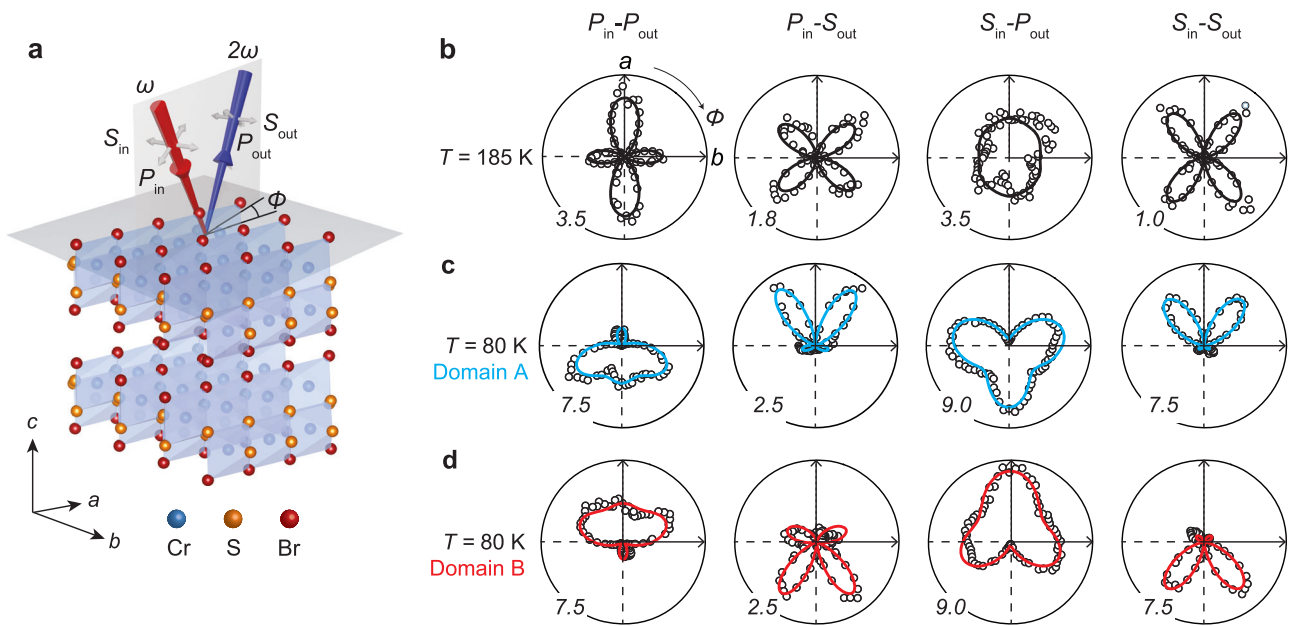 P_in-P_out P_in-S_out S_in-P_out S_in-S_out
a
ω 2ω
S_in S_out
P_in P_out
Φ
c
a
b
Cr S Br
b
T = 185 K
a
Φ
b
3.5 1.8 3.5 1.0
c
T = 80 K
Domain A
7.5 2.5 9.0 7.5
d
T = 80 K
Domain B
7.5 2.5 9.0 7.5